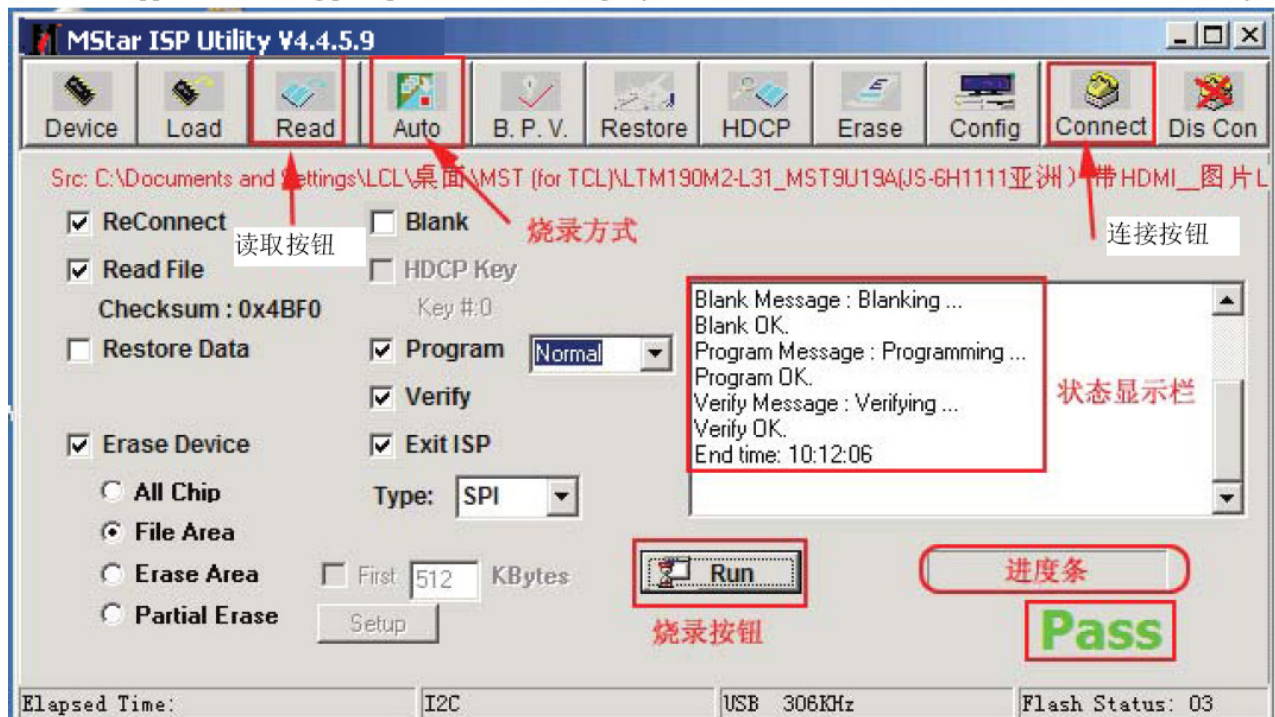 MStar ISP Utility V4.4.5.9
Device Load Read Auto B. P. V. Restore HDCP Erase Config Connect Dis Con
Src: C:\Documents and Settings\LCL\桌面\MST (for TCL)\LTM190M2-L31_MST9U19A(JS-6H1111亚洲)带HDMI__图片L
ReConnect
Blank
烧录方式
读取按钮
连接按钮
Read File
HDCP Key
Checksum : 0x4BF0
Key #:0
Restore Data
Program Normal
Verify
Erase Device
Exit ISP
All Chip
Type: SPI
File Area
Erase Area
First 512 KBytes
Partial Erase
Setup
Blank Message : Blanking ...
Blank OK.
Program Message : Programming ...
Program OK.
Verify Message : Verifying ...
Verify OK.
End time: 10:12:06
状态显示栏
Run
烧录按钮
进度条
Pass
Elapsed Time: I2C USB 306KHz Flash Status: 03